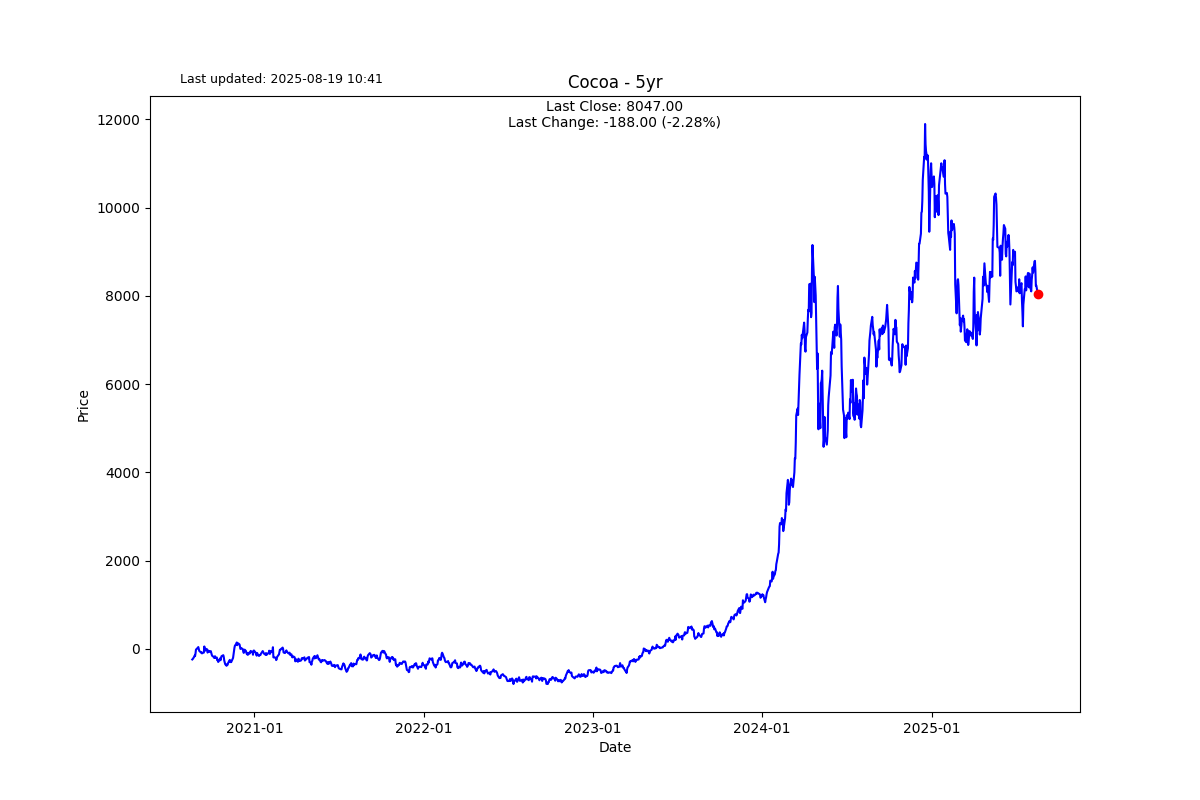 Last updated: 2025-08-19 10:41
Cocoa - 5yr
Last Close: 8047.00
Last Change: -188.00 (-2.28%)
12000
10000
8000
6000
4000
2000
0
Price
2021-01
2022-01
2023-01
2024-01
2025-01
Date